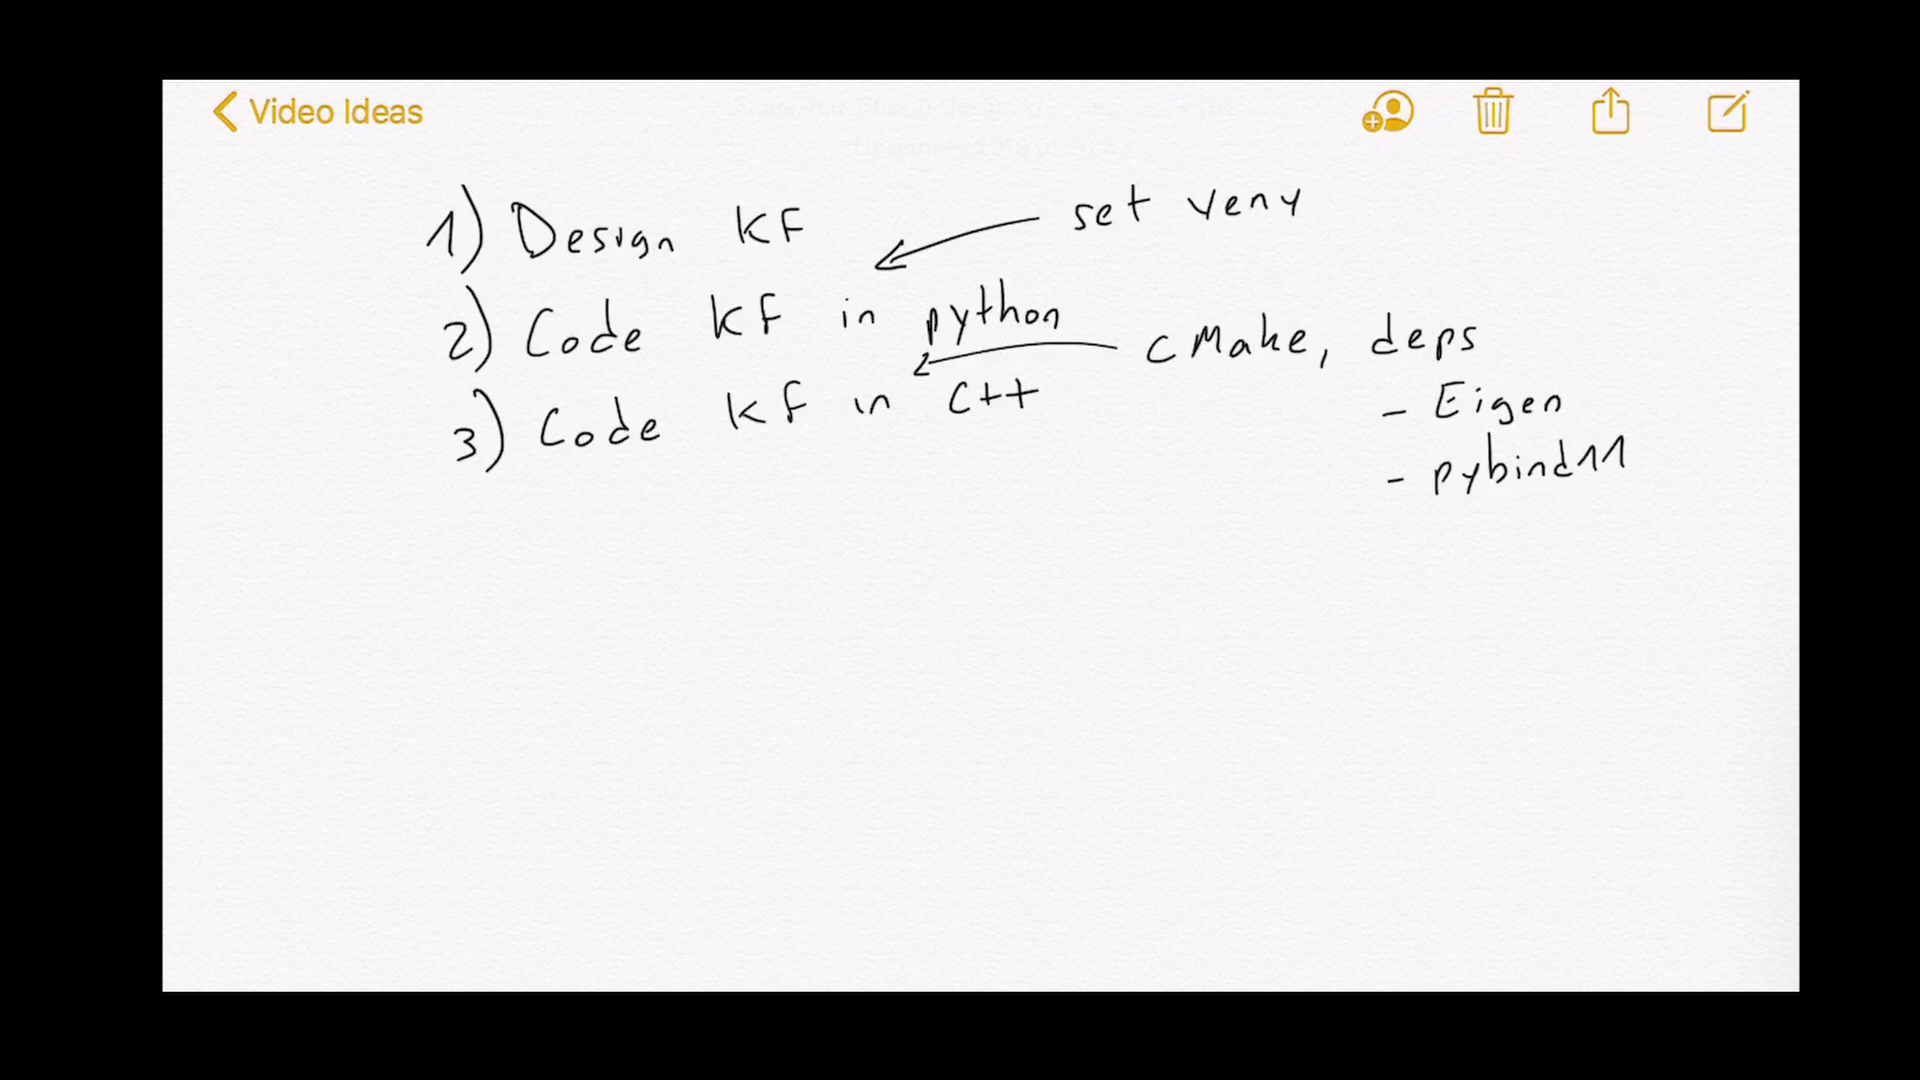 Video Ideas
1) Design KF
set venv
2) Code KF in python
cMake, deps
3) Code KF in C++
- Eigen
- pybind11